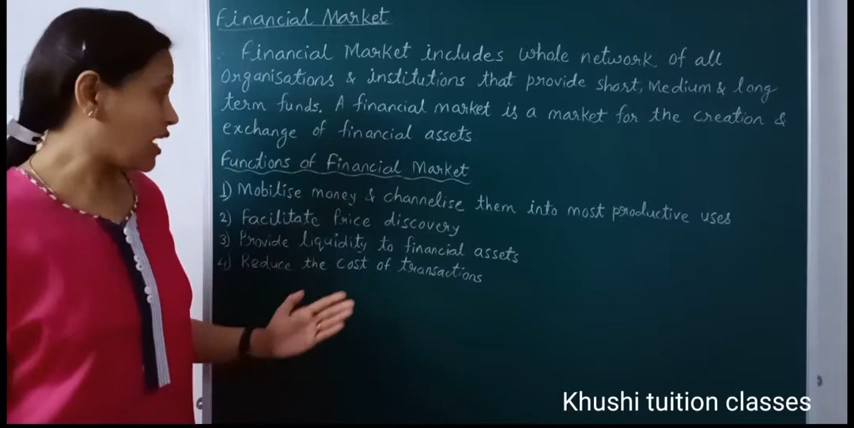 Financial Market
Financial Market includes whole network of all
Organisations & institutions that provide short, Medium & long
term funds. A financial market is a market for the creation &
exchange of financial assets
Functions of Financial Market
1) Mobilise money & channelise them into most productive uses
2) Facilitate Price discovery
3) Provide liquidity to financial assets
4) Reduce the cost of transactions
Khushi tuition classes